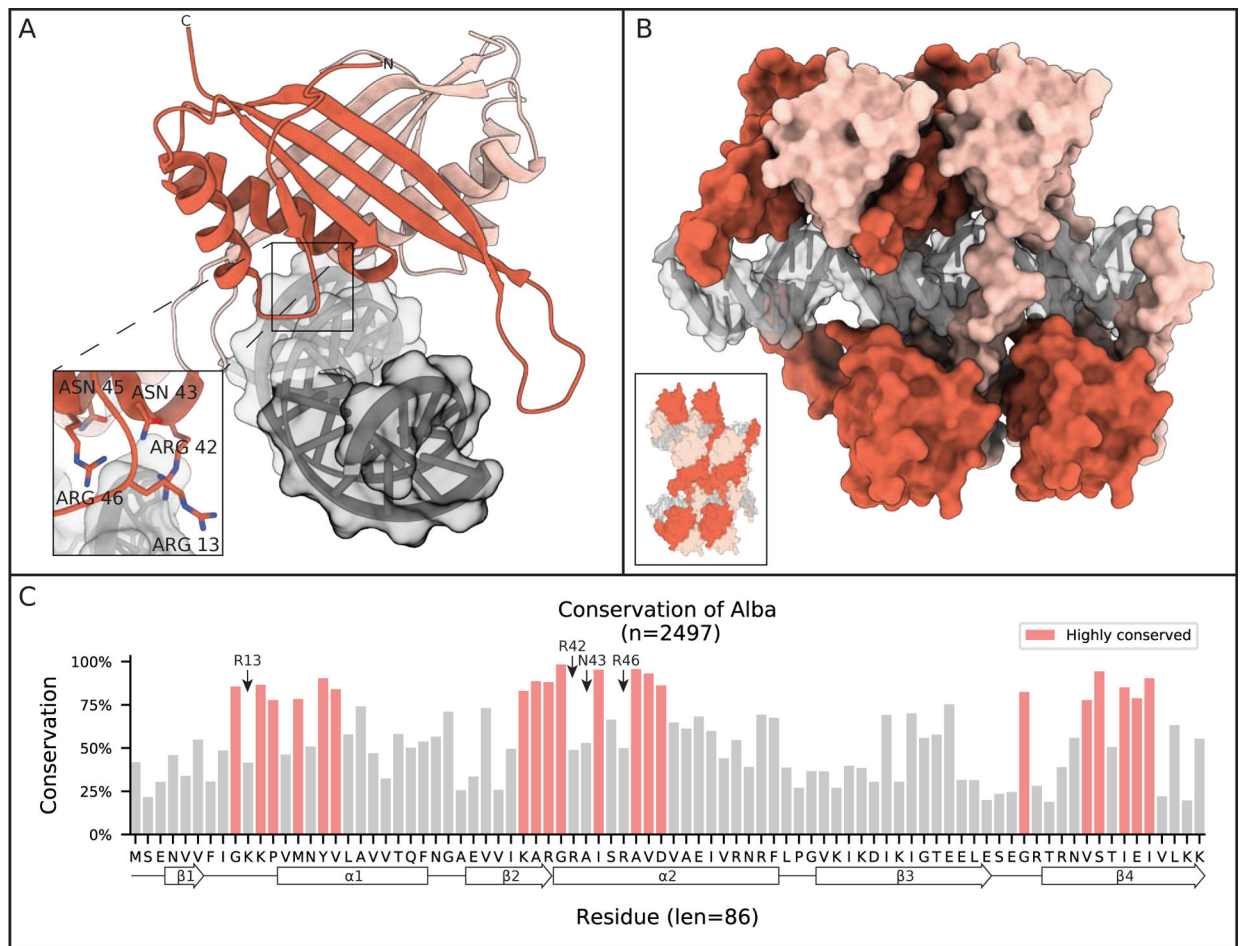 A
C
N
ASN 45
ASN 43
ARG 42
ARG 46
ARG 13
B
C
Conservation of Alba
(n=2497)
Highly conserved
R13
R42
N43
R46
Conservation
100%
75%
50%
25%
0%
M S E N V V F I G K K P V M N Y V L A V V T Q F N G A E V V I K A R G R A I S R A V D V A E I V R N R F L P G V K I K D I K I G T E E L E S E G R T R N V S T I E I V L K K
β1 α1 β2 α2 β3 β4
Residue (len=86)